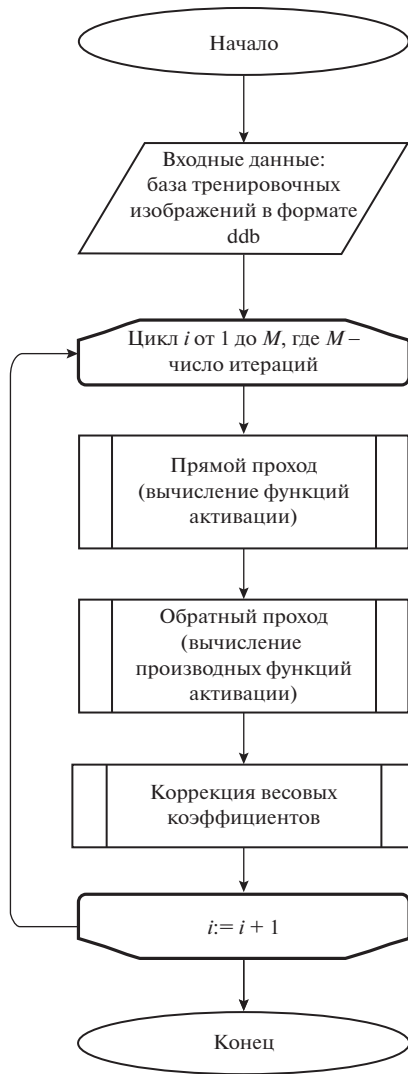 Начало
Входные данные:
база тренировочных
изображений в формате
ddb
Цикл i от 1 до M, где M –
число итераций
Прямой проход
(вычисление функций
активации)
Обратный проход
(вычисление
производных функций
активации)
Коррекция весовых
коэффициентов
i:= i + 1
Конец